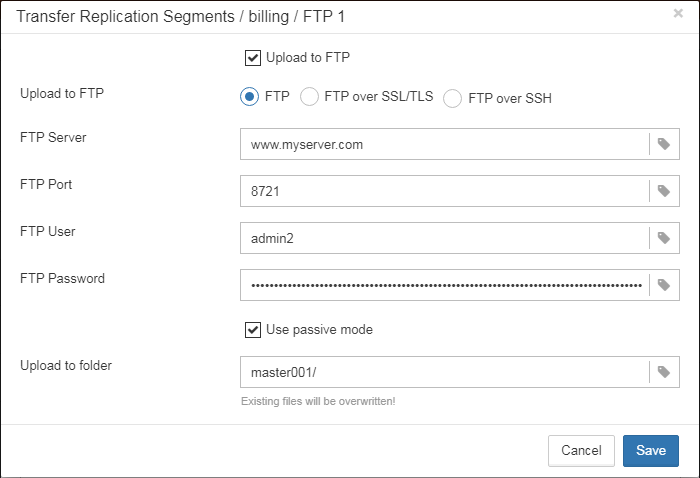 Transfer Replication Segments / billing / FTP 1 ×
Upload to FTP
Upload to FTP FTP FTP over SSL/TLS FTP over SSH
FTP Server www.myserver.com
FTP Port 8721
FTP User admin2
FTP Password
Use passive mode
Upload to folder master001/
Existing files will be overwritten!
Cancel Save